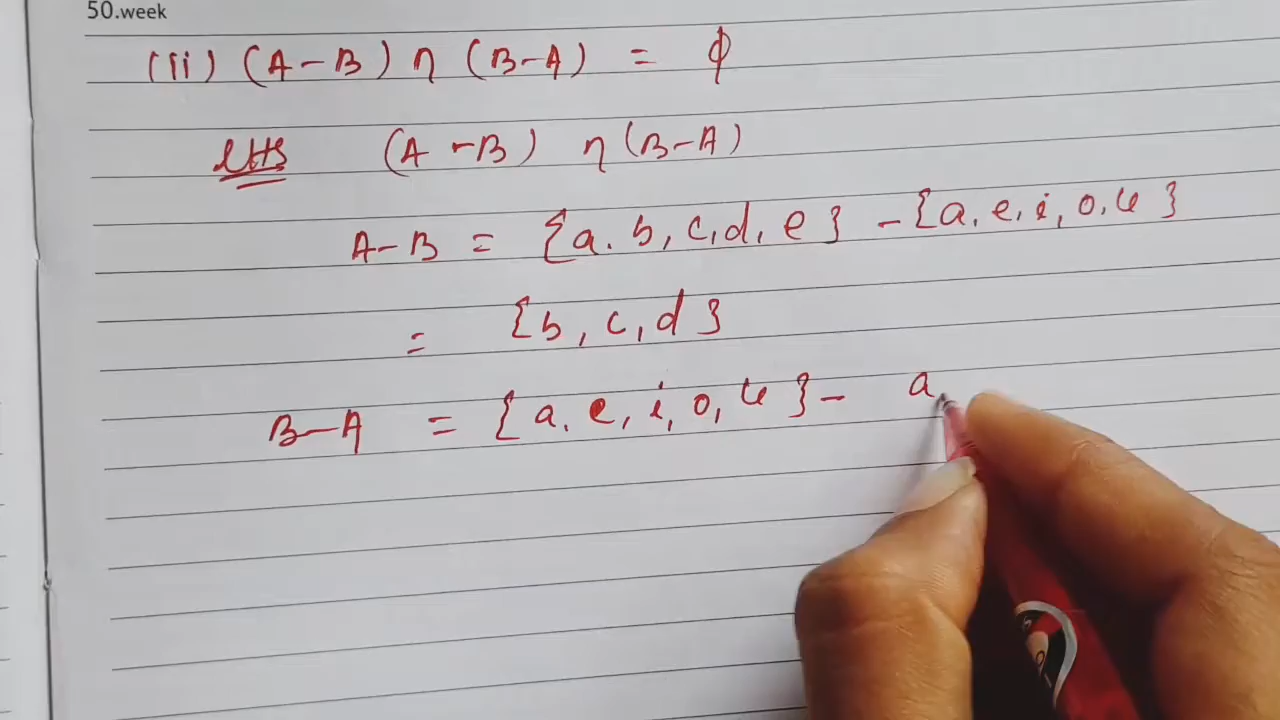 50.week
(ii) (A-B) ∩ (B-A) = ϕ
LHS (A-B) ∩ (B-A)
A-B = {a. b, c, d, e} - {a, e, i, o, u}
= {b, c, d}
B-A = {a. e, i, o, u} - a,